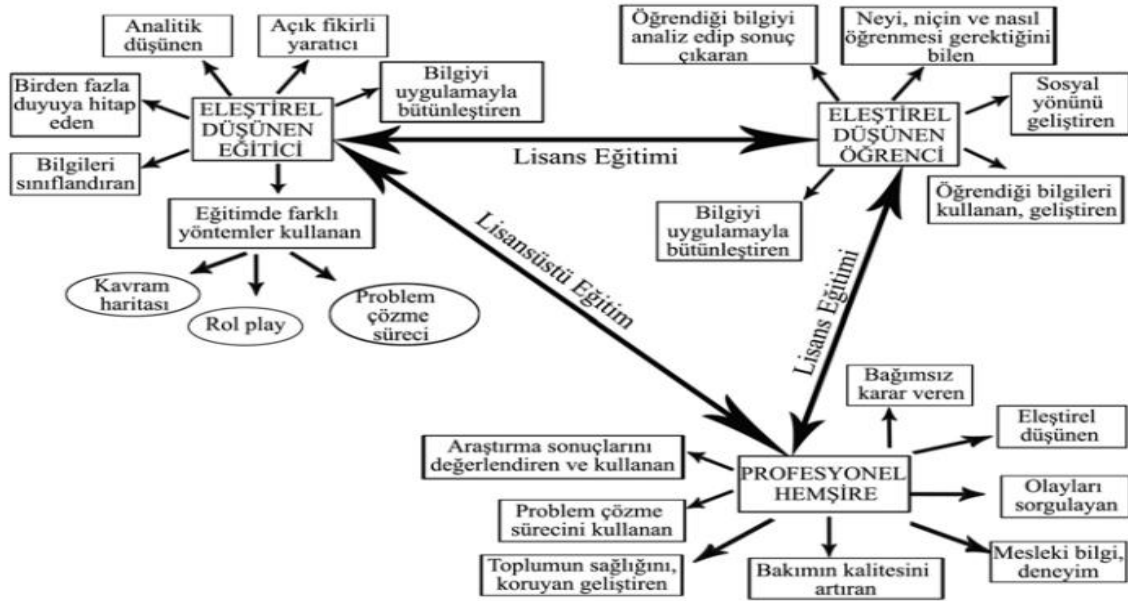 Analitik
düşünen
Açık fikirli
yaratıcı
Birden fazla
duyuya hitap
eden
ELEŞTİREL
DÜŞÜNEN
EĞİTİCİ
Bilgiyi
uygulamayla
bütünleştiren
Bilgileri
sınıflandıran
Eğitimde farklı
yöntemler kullanan
Kavram
haritası
Rol play
Problem
çözme
süreci
Lisans Eğitimi
Öğrendiği bilgiyi
analiz edip sonuç
çıkaran
Neyi, niçin ve nasıl
öğrenmesi gerektiğini
bilen
ELEŞTİREL
DÜŞÜNEN
ÖĞRENCİ
Sosyal
yönünü
geliştiren
Bilgiyi
uygulamayla
bütünleştiren
Öğrendiği bilgileri
kullanan, geliştiren
Lisansüstü Eğitim
Lisans Eğitimi
Bağımsız
karar veren
Eleştirel
düşünen
Araştırma sonuçlarını
değerlendiren ve kullanan
PROFESYONEL
HEMŞİRE
Olayları
sorgulayan
Problem çözme
sürecini kullanan
Toplumun sağlığını,
koruyan geliştiren
Bakımın kalitesini
artıran
Mesleki bilgi,
deneyim